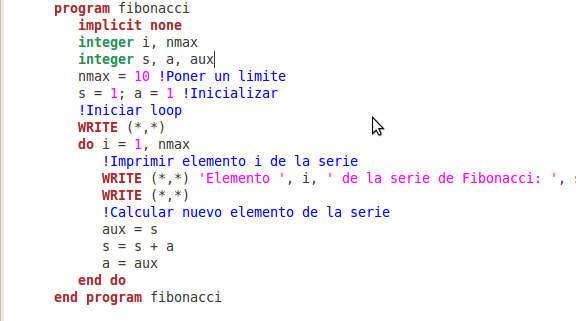 program fibonacci
implicit none
integer i, nmax
integer s, a, aux
nmax = 10 !Poner un limite
s = 1; a = 1 !Inicializar
!Iniciar loop
WRITE (*,*)
do i = 1, nmax
!Imprimir elemento i de la serie
WRITE (*,*) 'Elemento ', i, ' de la serie de Fibonacci: ',
WRITE (*,*)
!Calcular nuevo elemento de la serie
aux = s
s = s + a
a = aux
end do
end program fibonacci